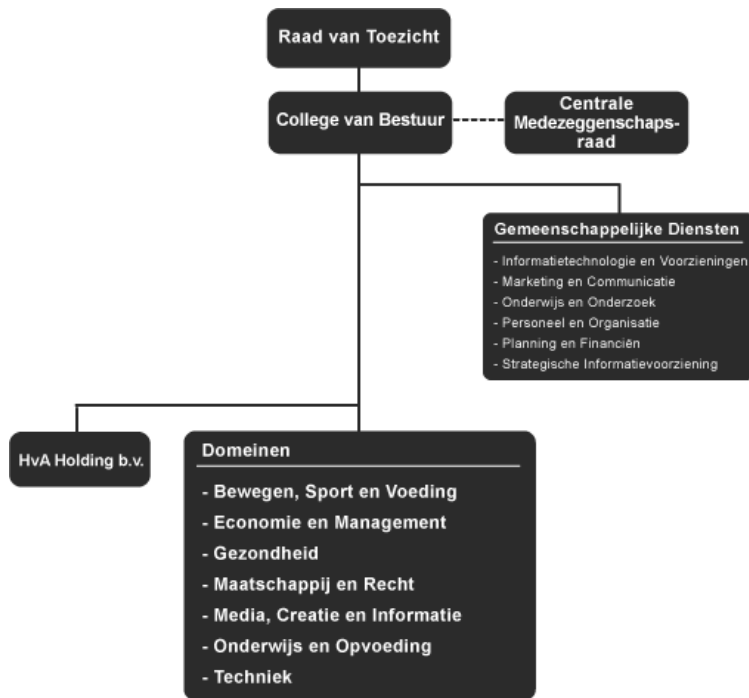 Raad van Toezicht
College van Bestuur
Centrale
Medezeggenschaps-
raad
Gemeenschappelijke Diensten
- Informatietechnologie en Voorzieningen
- Marketing en Communicatie
- Onderwijs en Onderzoek
- Personeel en Organisatie
- Planning en Financiën
- Strategische Informatievoorziening
HvA Holding b.v.
Domeinen
- Bewegen, Sport en Voeding
- Economie en Management
- Gezondheid
- Maatschappij en Recht
- Media, Creatie en Informatie
- Onderwijs en Opvoeding
- Techniek